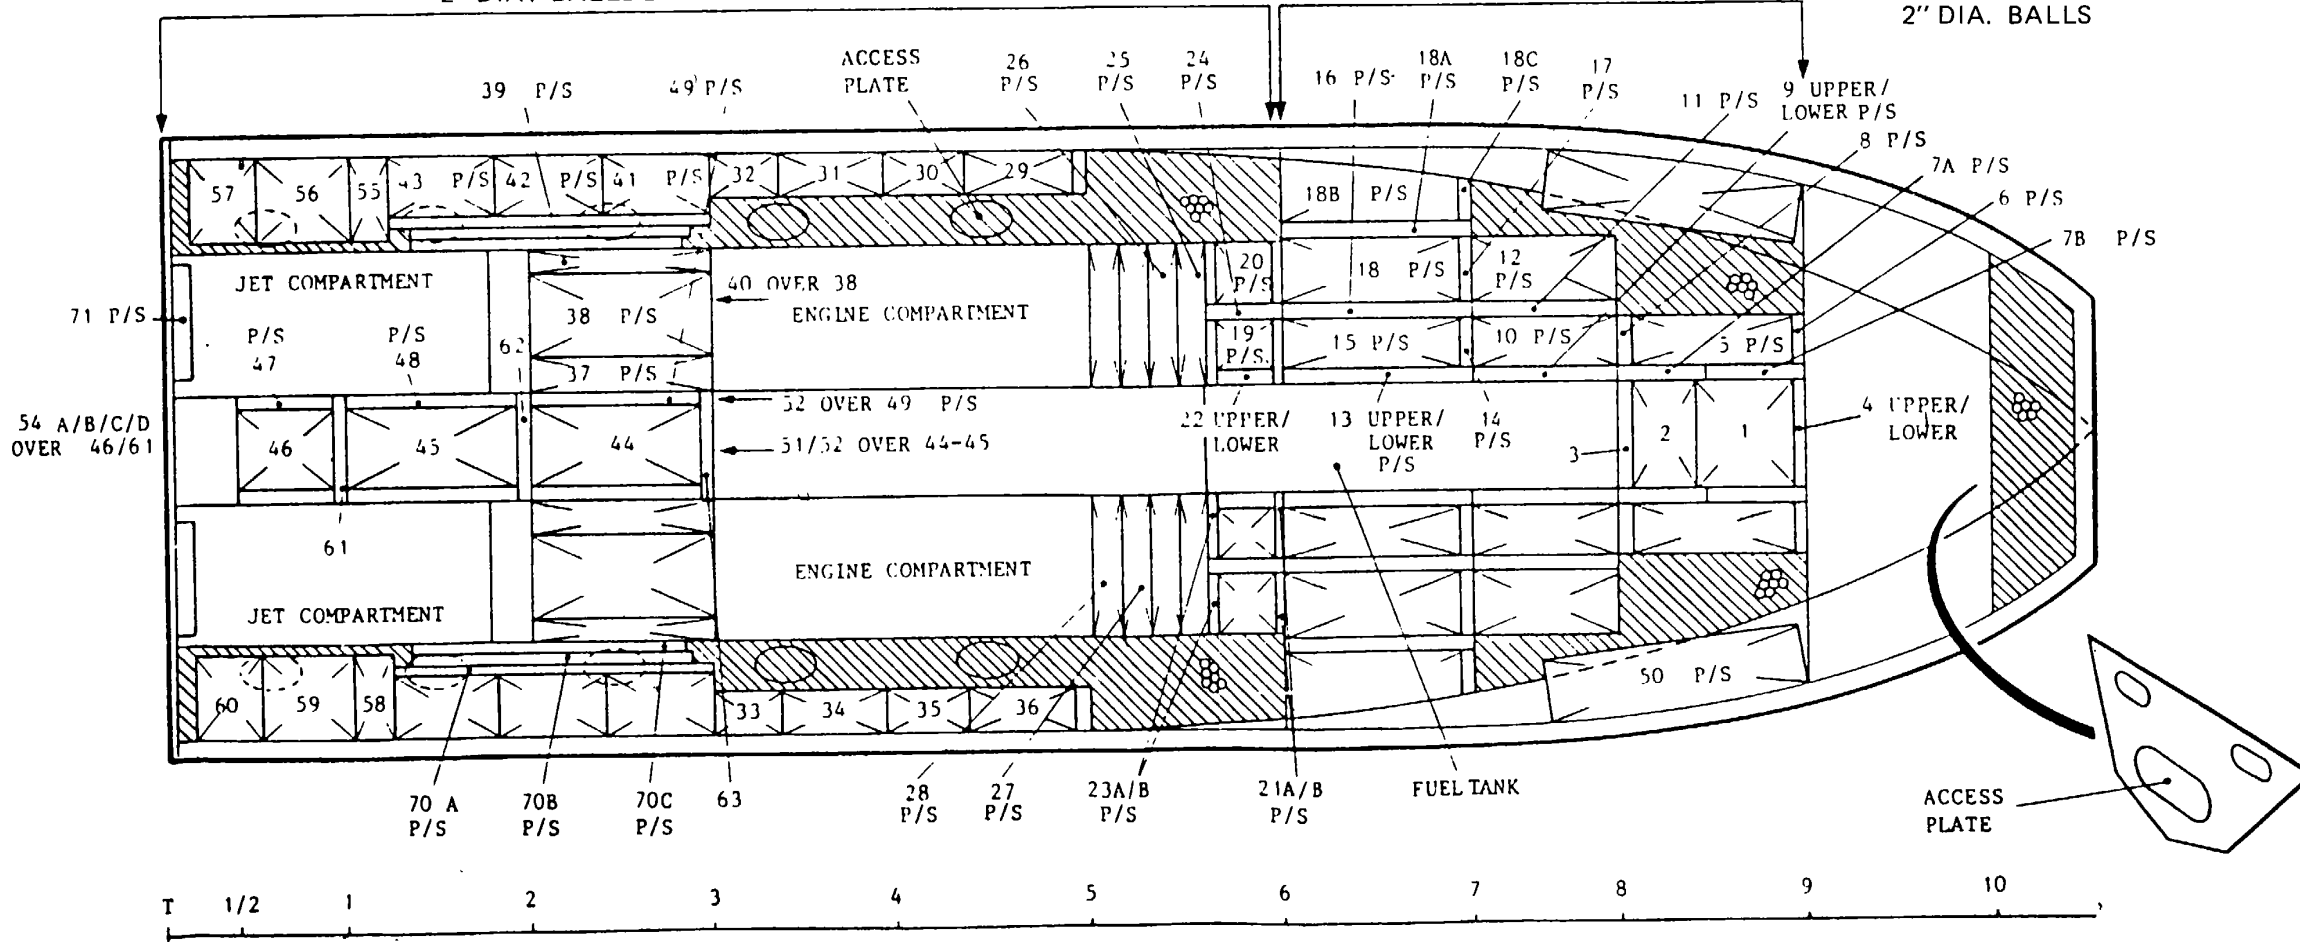 2" DIA. BALLS
ACCESS
PLATE
26
P/S
25
P/S
24
P/S
16 P/S
18A
P/S
18C
P/S
17
P/S
11 P/S
9 UPPER/
LOWER P/S
8 P/S
7A P/S
6 P/S
7B P/S
39 P/S
49 P/S
57
56
55
43 P/S
42 P/S
41 P/S
32
31
30
29
18B P/S
JET COMPARTMENT
40 OVER 38
ENGINE COMPARTMENT
20
P/S
18 P/S
12
P/S
71 P/S
P/S
47
P/S
48
62
38 P/S
37 P/S
19
P/S
15 P/S
10 P/S
5 P/S
54 A/B/C/D
OVER 46/61
46
45
44
52 OVER 49 P/S
51/52 OVER 44-45
22 UPPER/
LOWER
13 UPPER/
LOWER
P/S
14
P/S
3
2
1
4 UPPER/
LOWER
61
JET COMPARTMENT
ENGINE COMPARTMENT
60
59
58
33
34
35
36
50 P/S
70 A
P/S
70B
P/S
70C
P/S
63
28
P/S
27
P/S
23A/B
P/S
21A/B
P/S
FUEL TANK
ACCESS
PLATE
T 1/2 1 2 3 4 5 6 7 8 9 10